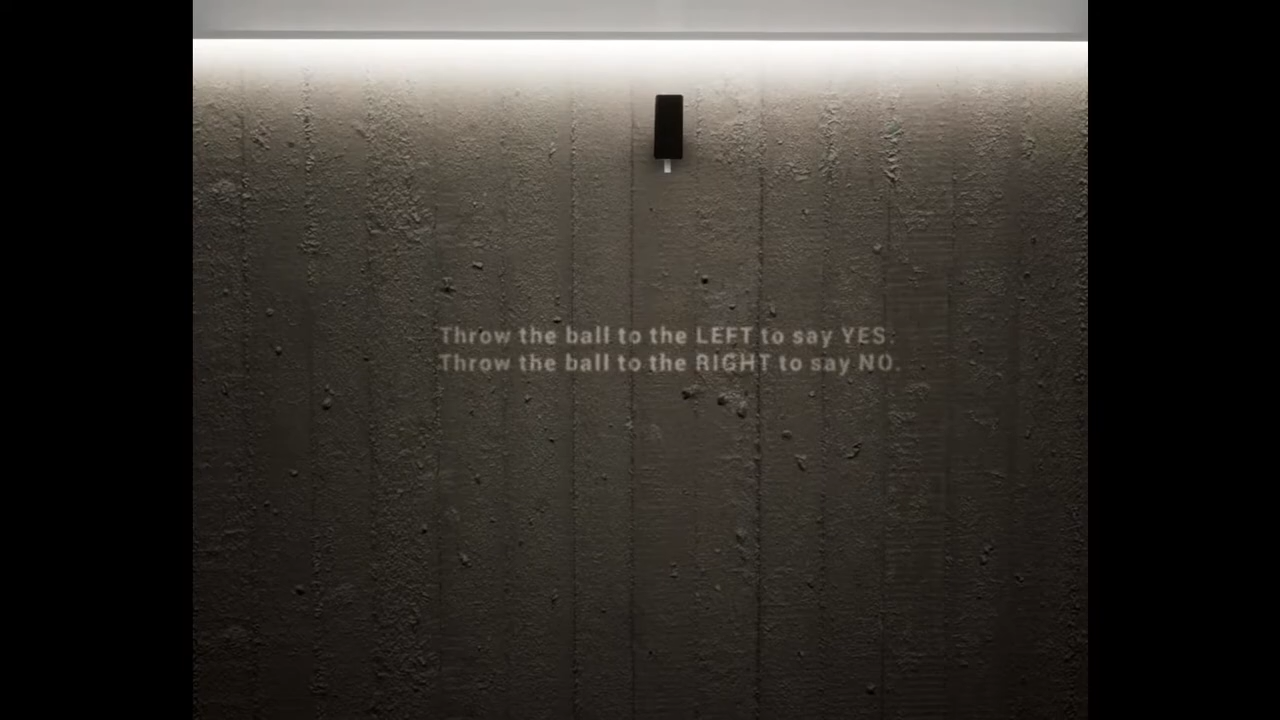 Throw the ball to the LEFT to say YES.
Throw the ball to the RIGHT to say NO.